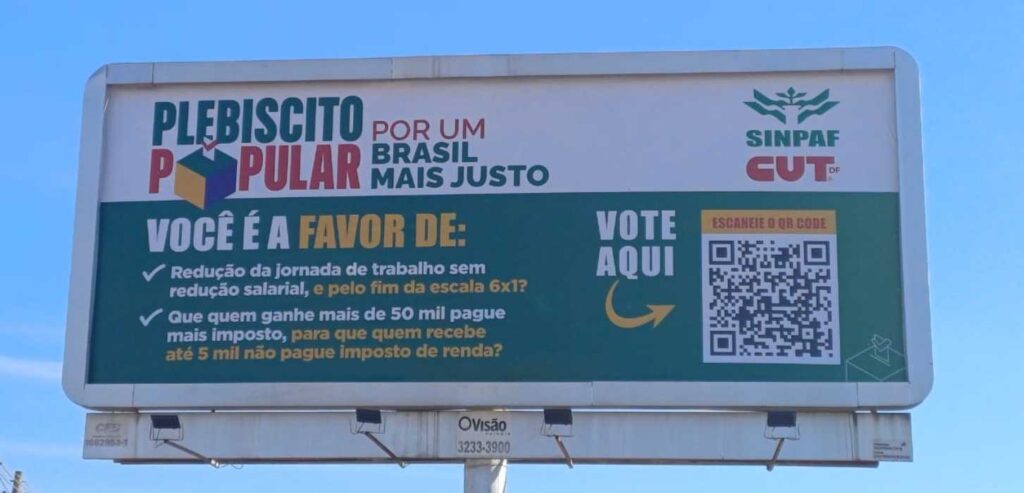 PLEBISCITO
POPULAR
POR UM
BRASIL
MAIS JUSTO
SINPAF
CUT DF
VOCÊ É A FAVOR DE:
Redução da jornada de trabalho sem
redução salarial, e pelo fim da escala 6x1?
Que quem ganhe mais de 50 mil pague
mais imposto, para que quem recebe
até 5 mil não pague imposto de renda?
VOTE
AQUI
ESCANEIE O QR CODE
Visão
3233-3900